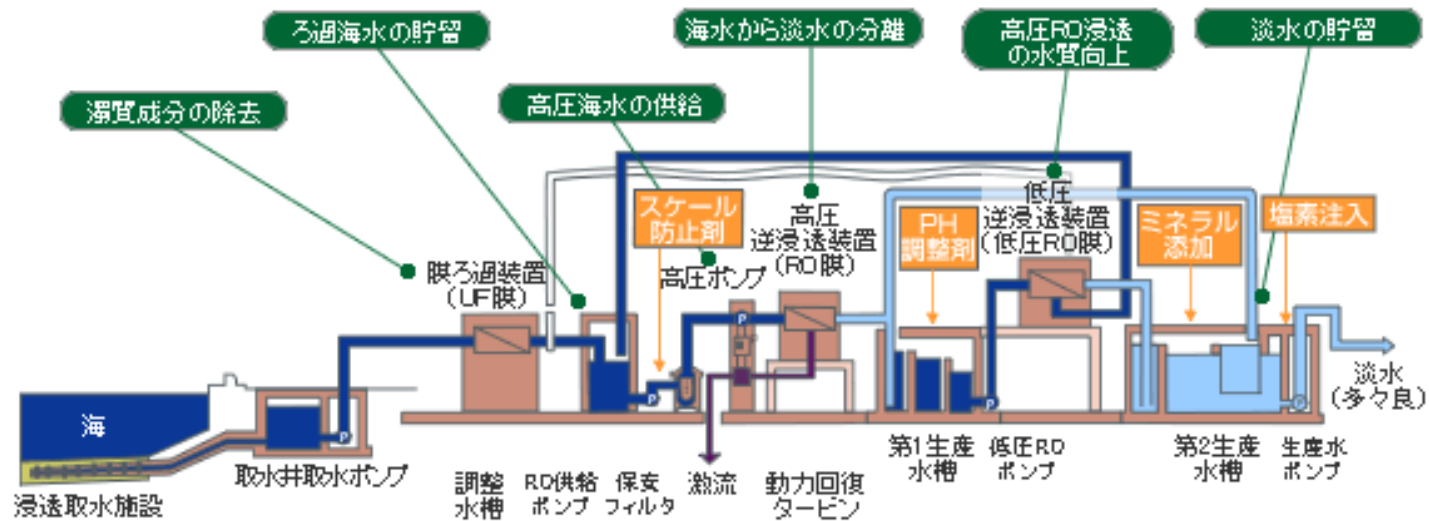 ろ過海水の貯留
海水から淡水の分離
高圧RO浸透
の水質向上
淡水の貯留
濁質成分の除去
高圧海水の供給
スケール
防止剤
高圧
逆浸透装置
(RO膜)
PH
調整剤
低圧
逆浸透装置
(低圧RO膜)
ミネラル
添加
塩素注入
膜ろ過装置
(UF膜)
高圧ポンプ
P
P
P
P
P
海
淡水
(多々良)
取水井取水ポンプ
浸透取水施設
調整
水槽
RO供給
ポンプ
保安
フィルタ
激流
動力回復
タービン
第1生産
水槽
低圧RO
ポンプ
第2生産
水槽
生産水
ポンプ